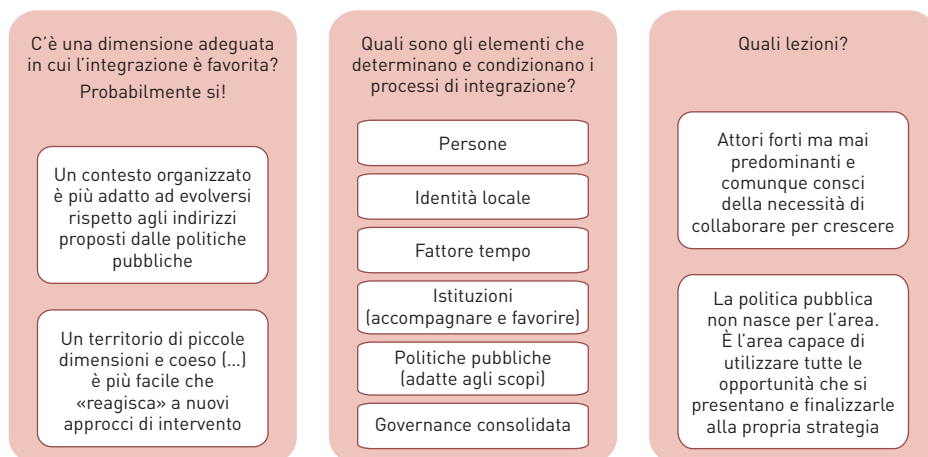 C'è una dimensione adeguata
in cui l'integrazione è favorita?
Probabilmente si!
Un contesto organizzato
è più adatto ad evolversi
rispetto agli indirizzi
proposti dalle politiche
pubbliche
Un territorio di piccole
dimensioni e coeso (...)
è più facile che
«reagisca» a nuovi
approcci di intervento
Quali sono gli elementi che
determinano e condizionano i
processi di integrazione?
Persone
Identità locale
Fattore tempo
Istituzioni
(accompagnare e favorire)
Politiche pubbliche
(adatte agli scopi)
Governance consolidata
Quali lezioni?
Attori forti ma mai
predominanti e
comunque consci
della necessità di
collaborare per crescere
La politica pubblica
non nasce per l'area.
È l'area capace di
utilizzare tutte le
opportunità che si
presentano e finalizzarle
alla propria strategia